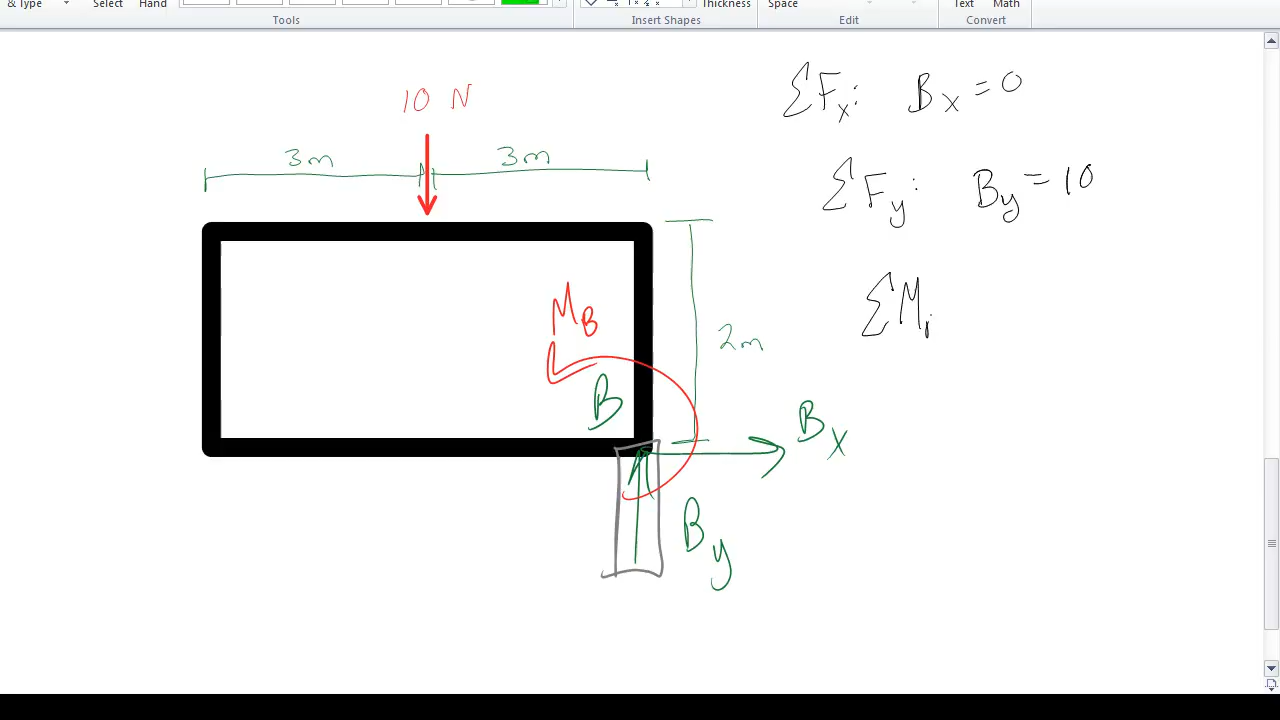 & Type Select Hand Thickness Space Text Math
Tools Insert Shapes Edit Convert
10 N
3m 3m
ΣFx: Bx = 0
ΣFy: By = 10
ΣM
MB
2m
B
Bx
By